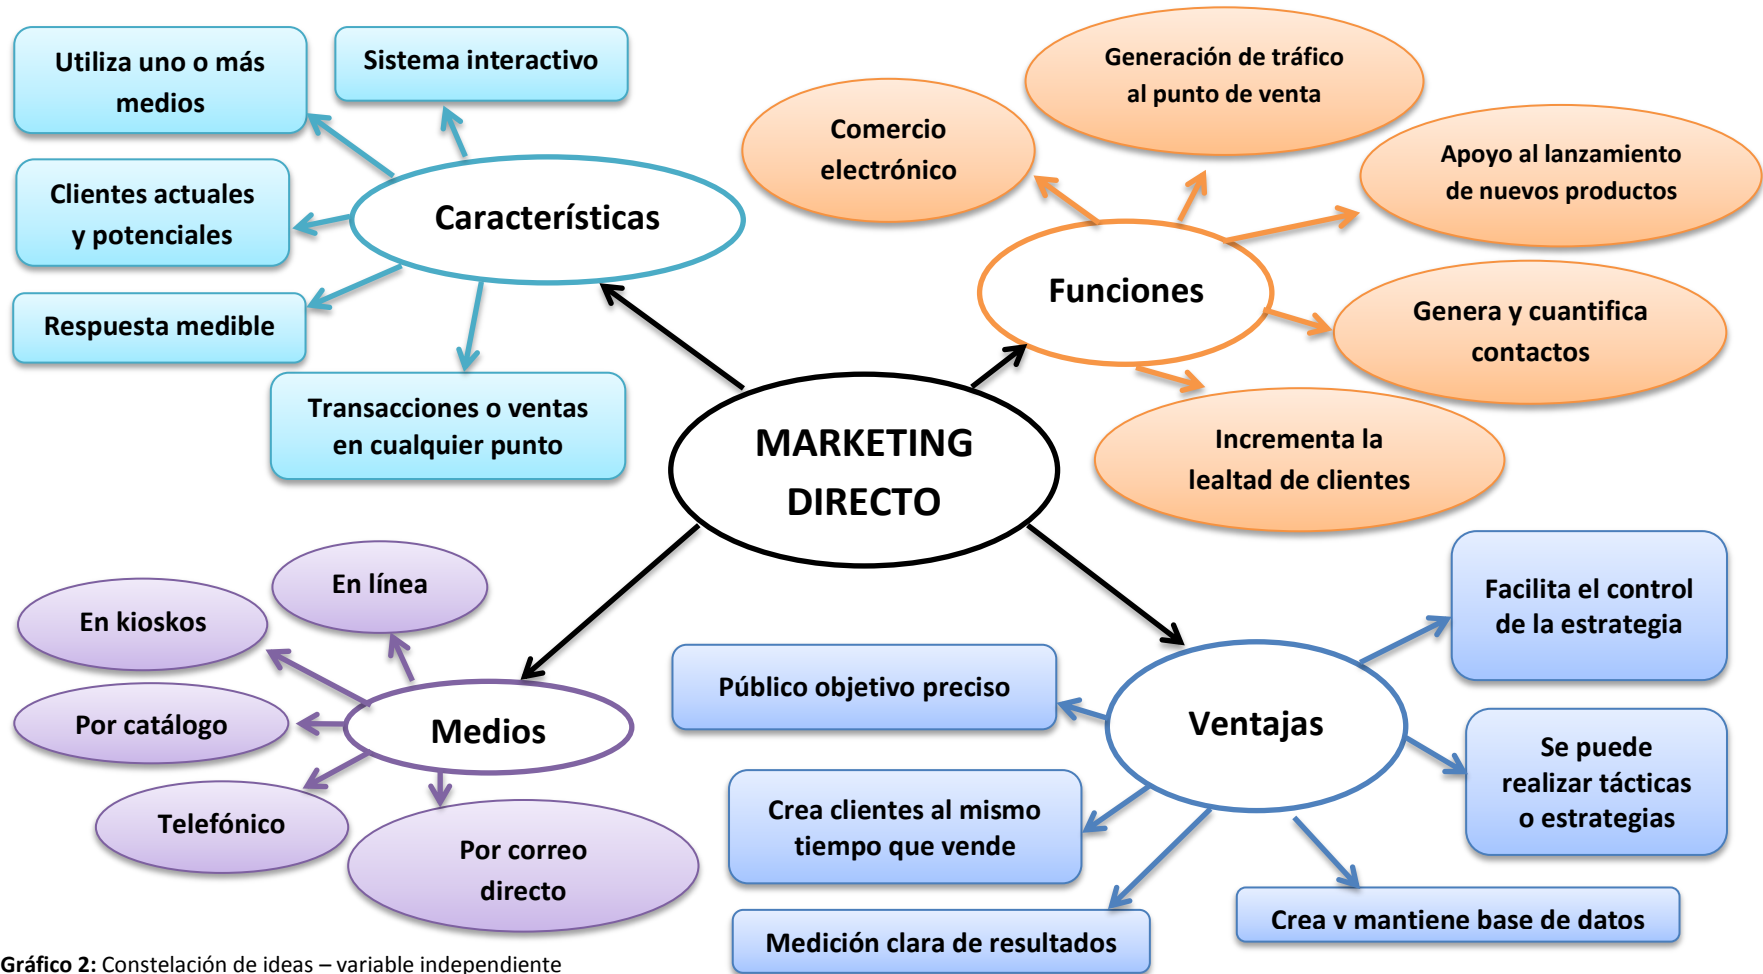 Utiliza uno o más
medios
Sistema interactivo
Clientes actuales
y potenciales
Características
Respuesta medible
Transacciones o ventas
en cualquier punto
Generación de tráfico
al punto de venta
Comercio
electrónico
Apoyo al lanzamiento
de nuevos productos
Funciones
Genera y cuantifica
contactos
Incrementa la
lealtad de clientes
MARKETING
DIRECTO
En línea
En kioskos
Por catálogo
Medios
Telefónico
Por correo
directo
Facilita el control
de la estrategia
Público objetivo preciso
Ventajas
Se puede
realizar tácticas
o estrategias
Crea clientes al mismo
tiempo que vende
Crea y mantiene base de datos
Medición clara de resultados
Gráfico 2: Constelación de ideas – variable independiente